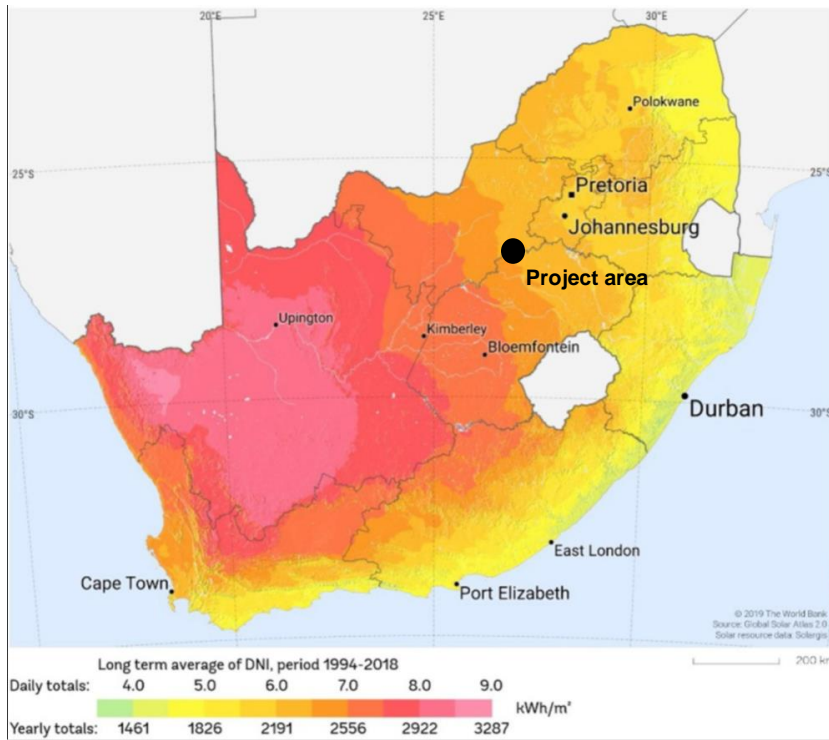 20°E 25°E 30°E
Polokwane
25°S 25°S
Pretoria
Johannesburg
Project area
Upington
Kimberley
Bloemfontein
30°S 30°S
Durban
East London
Cape Town
Port Elizabeth
© 2019 The World Bank
Source: Global Solar Atlas 2.0
Solar resource data: Solargis
Long term average of DNI, period 1994-2018
200 km
Daily totals: 4.0 5.0 6.0 7.0 8.0 9.0
kWh/m²
Yearly totals: 1461 1826 2191 2556 2922 3287